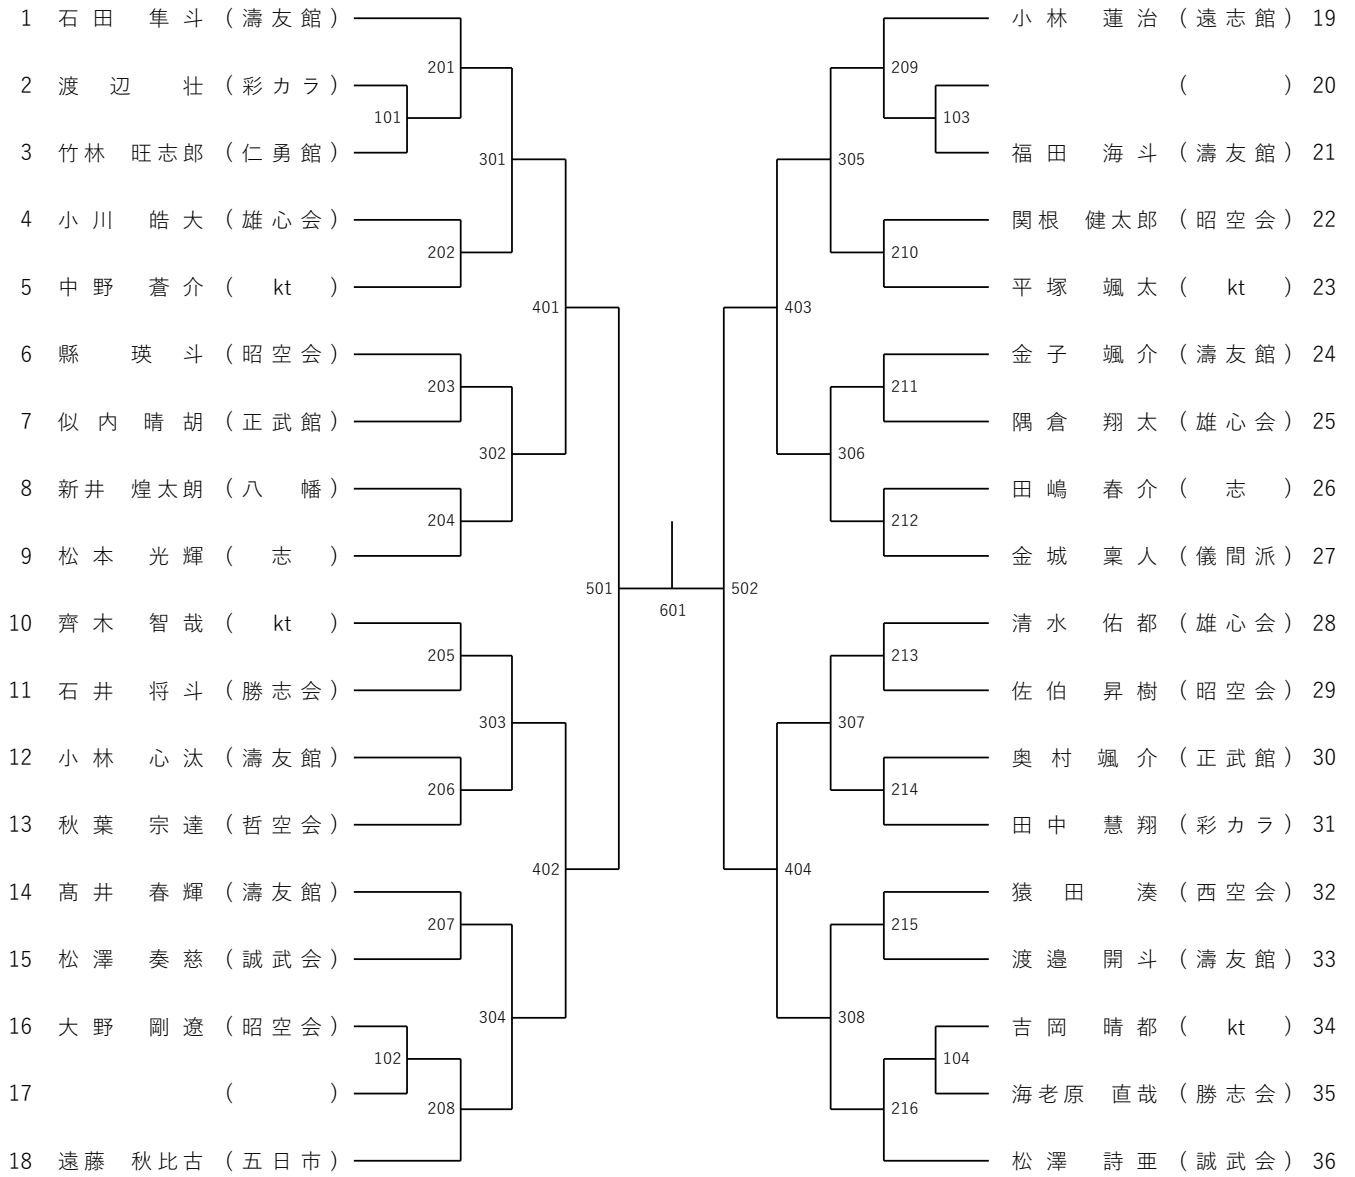 1 石田 隼斗 (濤友館)
2 渡辺 壮 (彩カラ)
3 竹林 旺志郎 (仁勇館)
4 小川 皓大 (雄心会)
5 中野 蒼介 ( kt )
6 縣 瑛斗 (昭空会)
7 似内晴胡 (正武館)
8 新井 煌太朗 (八幡)
9 松本 光輝 ( 志 )
10 齊木 智哉 ( kt )
11 石井 将斗 (勝志会)
12 小林 心汰 (濤友館)
13 秋葉 宗達 (哲空会)
14 髙井 春輝 (濤友館)
15 松澤 奏慈 (誠武会)
16 大野 剛遼 (昭空会)
17 ( )
18 遠藤 秋比古 (五日市)
101
102
201
202
203
204
205
206
207
208
301
302
303
304
401
402
501
601
502
403
404
305
306
307
308
209
210
211
212
213
214
215
216
103
104
小林 蓮治 (遠志館) 19
( ) 20
福田 海斗 (濤友館) 21
関根 健太郎 (昭空会) 22
平塚 颯太 ( kt ) 23
金子 颯介 (濤友館) 24
隅倉 翔太 (雄心会) 25
田嶋 春介 ( 志 ) 26
金城 稟人 (儀間派) 27
清水 佑都 (雄心会) 28
佐伯 昇樹 (昭空会) 29
奥村颯介 (正武館) 30
田中 慧翔 (彩カラ) 31
猿田 湊 (西空会) 32
渡邉 開斗 (濤友館) 33
吉岡 晴都 ( kt ) 34
海老原 直哉 (勝志会) 35
松澤 詩亜 (誠武会) 36